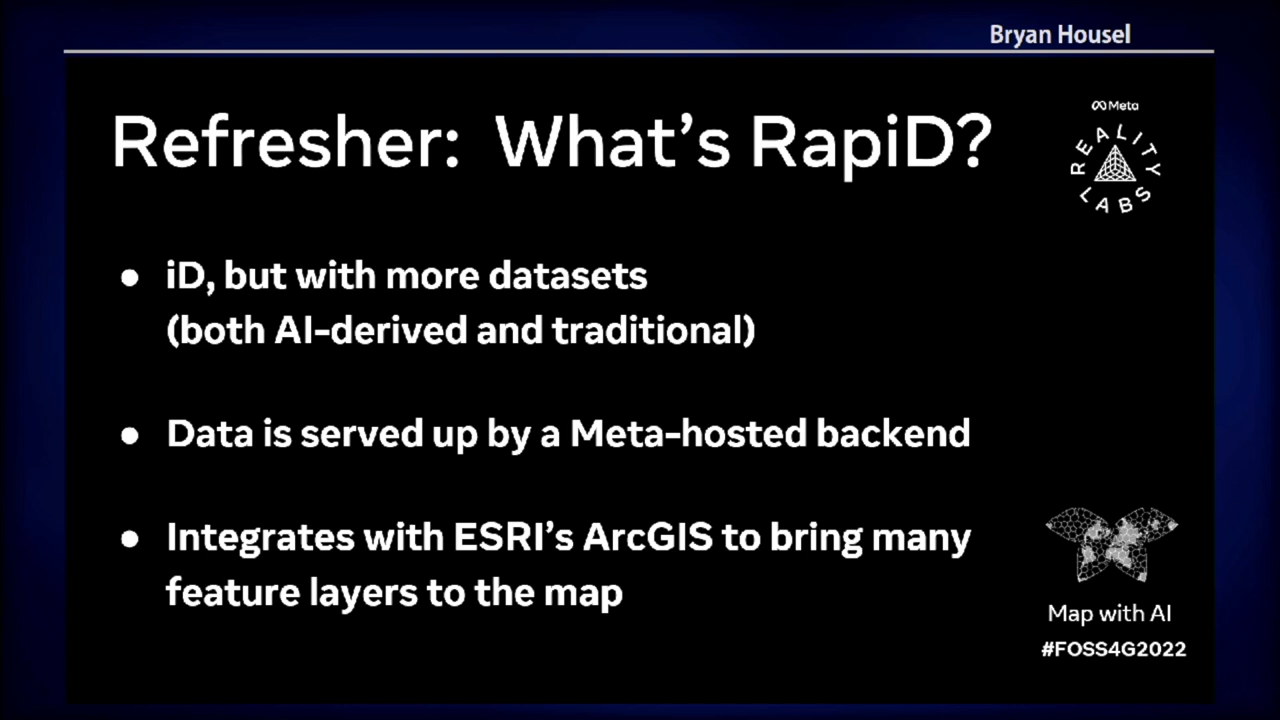 Bryan Housel
Refresher: What’s RapiD?
Meta
REALITY LABS
● iD, but with more datasets
(both AI-derived and traditional)
● Data is served up by a Meta-hosted backend
● Integrates with ESRI’s ArcGIS to bring many
feature layers to the map
Map with AI
#FOSS4G2022